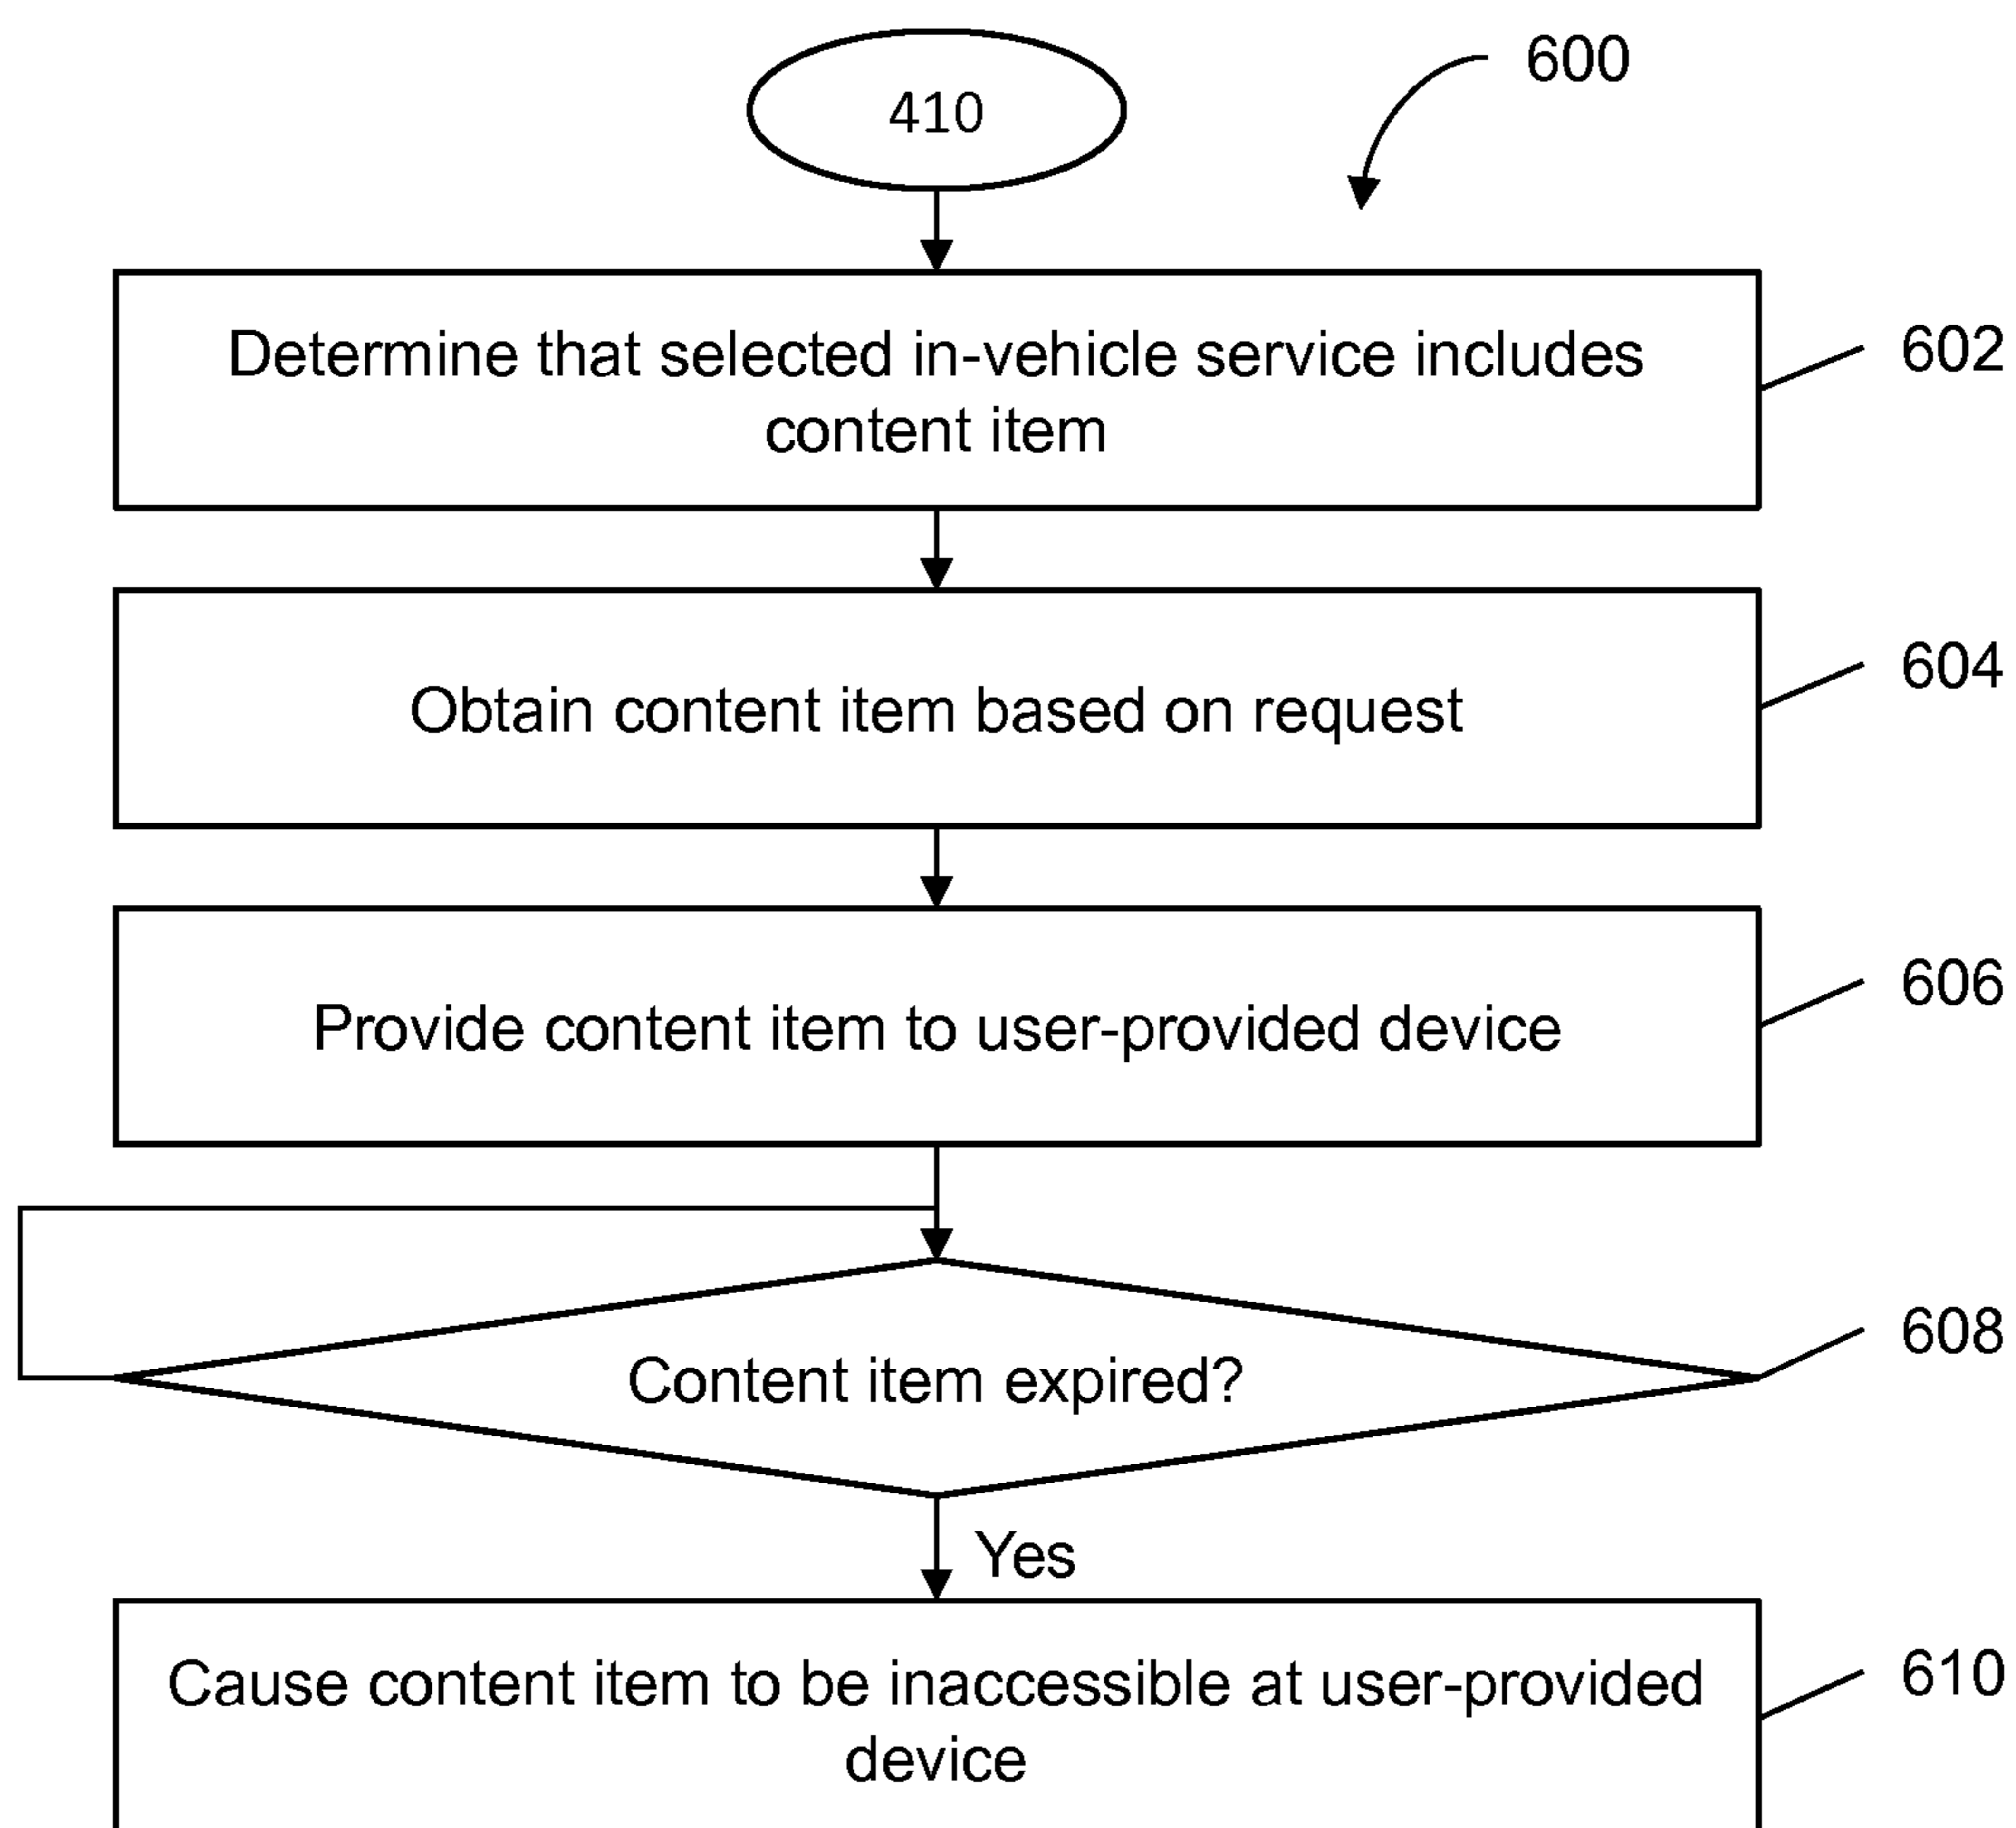 600
410
Determine that selected in-vehicle service includes
content item
602
Obtain content item based on request
604
Provide content item to user-provided device
606
Content item expired?
608
Yes
Cause content item to be inaccessible at user-provided
device
610